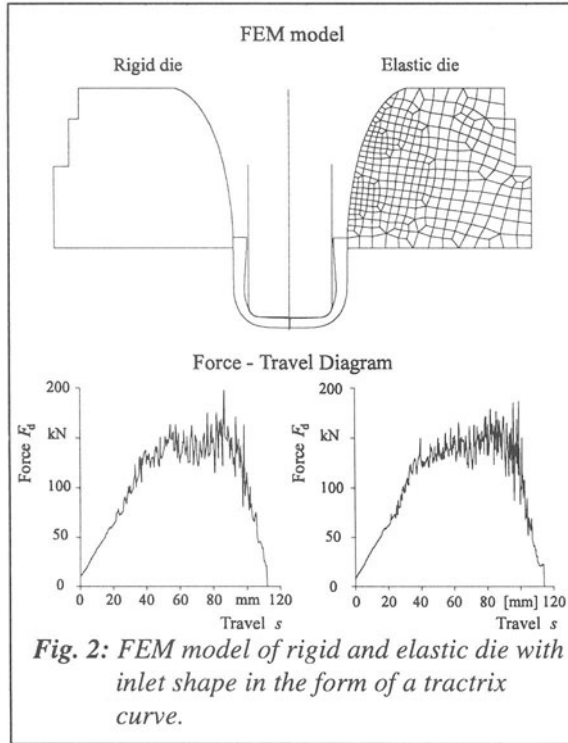 FEM model
Rigid die Elastic die
Force - Travel Diagram
200
kN
100
50
0
Force F_d
0 20 40 60 80 mm 120
Travel s
200
kN
100
50
0
Force F_d
0 20 40 60 80 [mm] 120
Travel s
Fig. 2: FEM model of rigid and elastic die with
inlet shape in the form of a tractrix
curve.